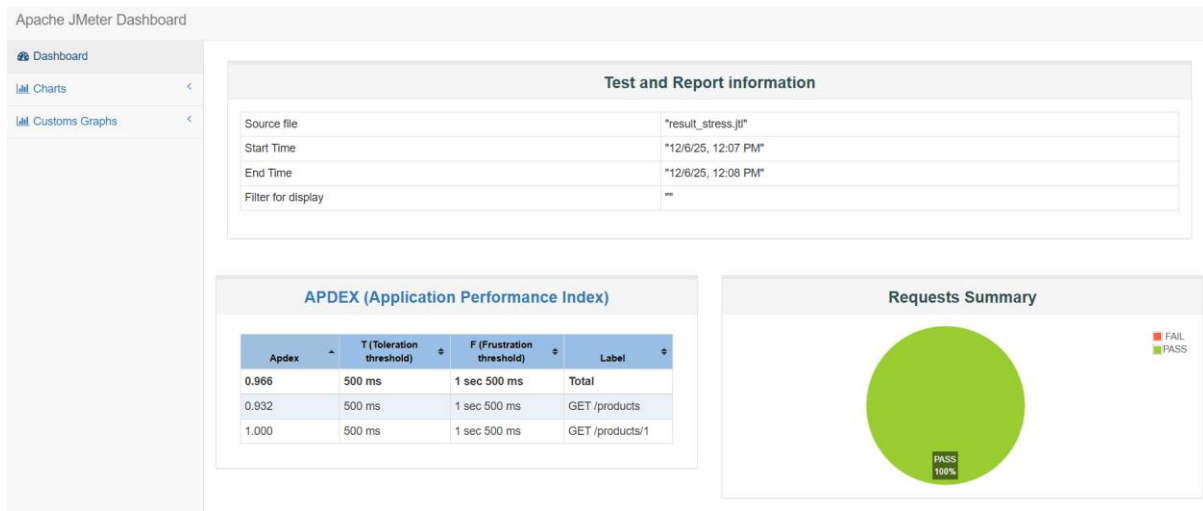 Apache JMeter Dashboard
Dashboard
Charts
Customs Graphs
Test and Report information
Source file "result_stress.jtl"
Start Time "12/6/25, 12:07 PM"
End Time "12/6/25, 12:08 PM"
Filter for display ""
APDEX (Application Performance Index)
Apdex T (Toleration threshold) F (Frustration threshold) Label
0.966 500 ms 1 sec 500 ms Total
0.932 500 ms 1 sec 500 ms GET /products
1.000 500 ms 1 sec 500 ms GET /products/1
Requests Summary
FAIL
PASS
PASS
100%